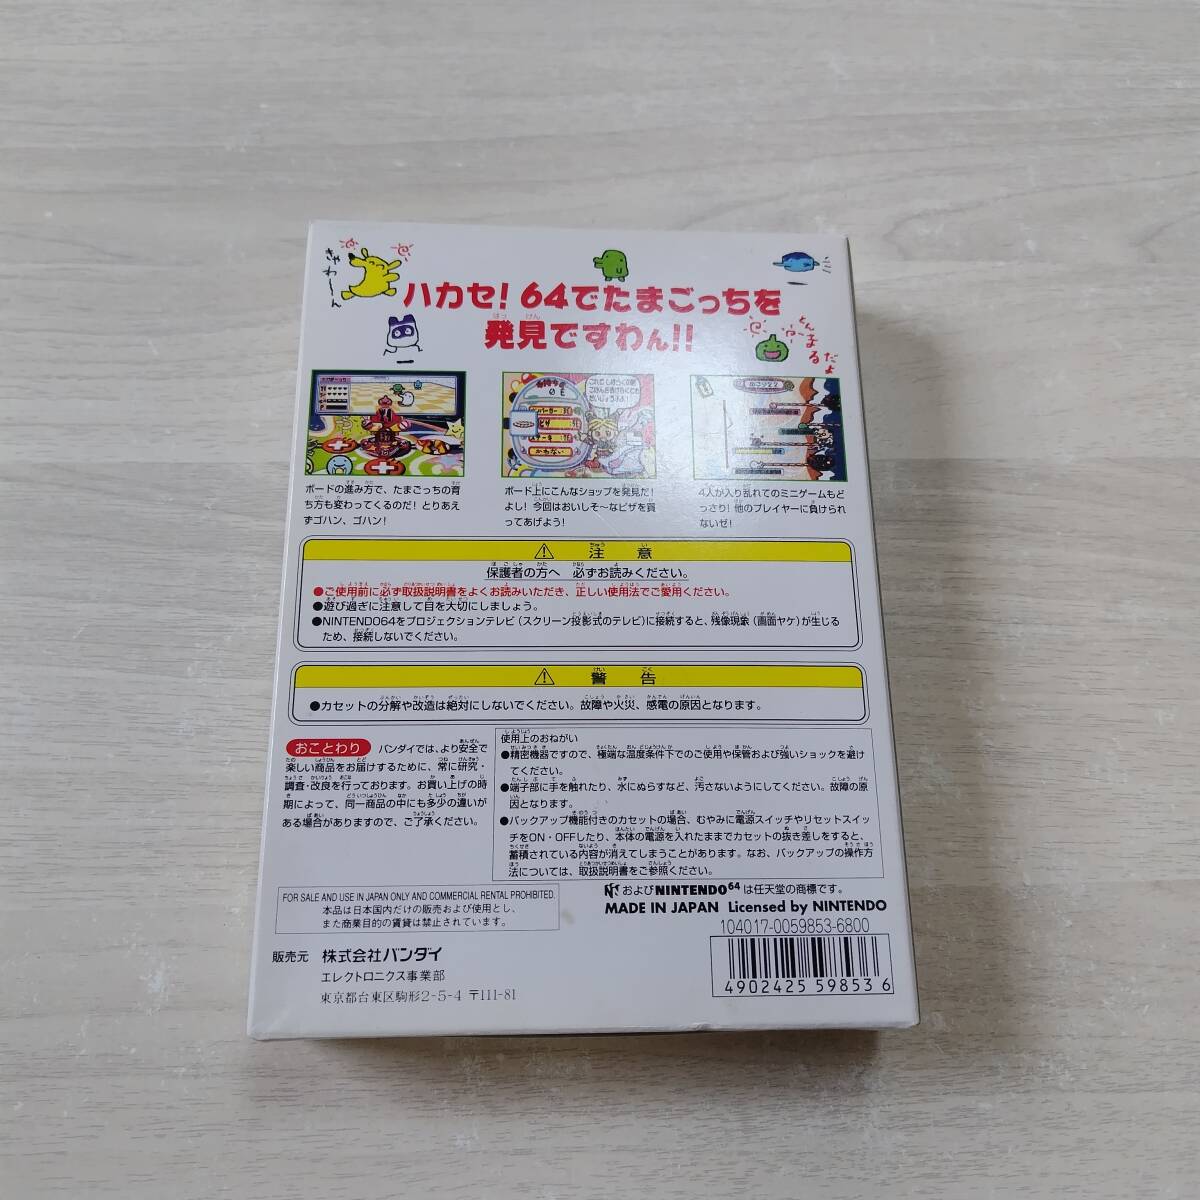 きゃわーん
ハカセ! 64でたまごっちを
発見ですわん!!
とんまるだよ
ボードの進み方で、たまごっちの育
ち方も変わってくるのだ! とりあえ
ずゴハン、ゴハン!
ボード上にこんなショップを発見だ!
よし! 今回はおいしそ〜なピザを買
ってあげよう!
4人が入り乱れてのミニゲームもど
っさり! 他のプレイヤーに負けられ
ないぜ!
⚠ 注意
保護者の方へ 必ずお読みください。
●ご使用前に必ず取扱説明書をよくお読みいただき、正しい使用法でご愛用ください。
●遊び過ぎに注意して目を大切にしましょう。
●NINTENDO64をプロジェクションテレビ(スクリーン投影式のテレビ)に接続すると、残像現象(画面ヤケ)が生じる
ため、接続しないでください。
⚠ 警告
●カセットの分解や改造は絶対にしないでください。故障や火災、感電の原因となります。
おことわり バンダイでは、より安全で
楽しい商品をお届けするために、常に研究・
調査・改良を行っております。お買い上げの時
期によって、同一商品の中にも多少の違いが
ある場合がありますので、ご了承ください。
使用上のおねがい
●精密機器ですので、極端な温度条件下でのご使用や保管および強いショックを避け
てください。
●端子部に手を触れたり、水にぬらすなど、汚さないようにしてください。故障の原
因となります。
●バックアップ機能付きのカセットの場合、むやみに電源スイッチやリセットスイッ
チをON・OFFしたり、本体の電源を入れたままでカセットの抜き差しをすると、
蓄積されている内容が消えてしまうことがあります。なお、バックアップの操作方
法については、取扱説明書をご参照ください。
FOR SALE AND USE IN JAPAN ONLY AND COMMERCIAL RENTAL PROHIBITED.
本品は日本国内だけの販売および使用とし、
また商業目的の賃貸は禁止されています。
およびNINTENDO64は任天堂の商標です。
MADE IN JAPAN Licensed by NINTENDO
104017-0059853-6800
4902425 598536
販売元 株式会社バンダイ
エレクトロニクス事業部
東京都台東区駒形2-5-4 〒111-81